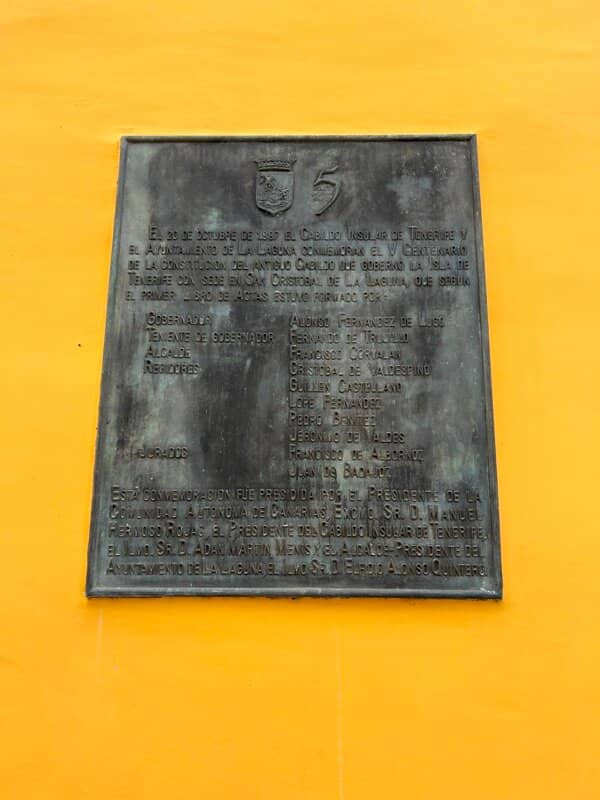 5
El 20 de octubre de 1997 el Cabildo Insular de Tenerife y
el Ayuntamiento de La Laguna conmemoran el V Centenario
de la constitucion del antiguo Cabildo que goberno la Isla de
Tenerife con sede en San Cristobal de La Laguna, que segun
el primer libro de Actas estuvo formado por:
Gobernador Alonso Fernandez de Lugo
Teniente de gobernador Fernando de Trujillo
Alcalde Francisco Corvalan
Regidores Cristobal de Valdespino
Guillen Castellano
Lope Fernandez
Pedro Benitez
Jeronimo de Valdes
Jurados Francisco de Albornoz
Juan de Badajoz
Esta conmemoracion fue presidida por el Presidente de la
Comunidad Autonoma de Canarias, Excmo. Sr. D. Manuel
Hermoso Rojas, el Presidente del Cabildo Insular de Tenerife,
el Ilmo. Sr. D. Adan Martin Menis y el Alcalde-Presidente del
Ayuntamiento de La Laguna el Ilmo Sr. D. Elfidio Alonso Quintero